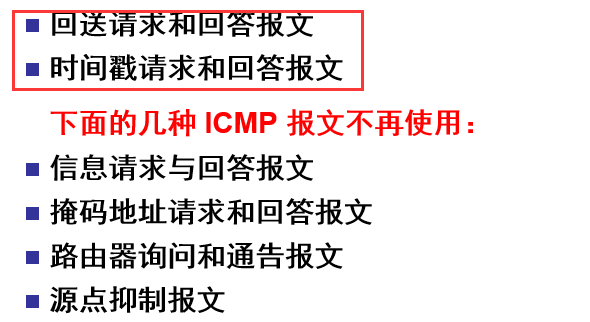 回送请求和回答报文
时间戳请求和回答报文
下面的几种 ICMP 报文不再使用：
信息请求与回答报文
掩码地址请求和回答报文
路由器询问和通告报文
源点抑制报文